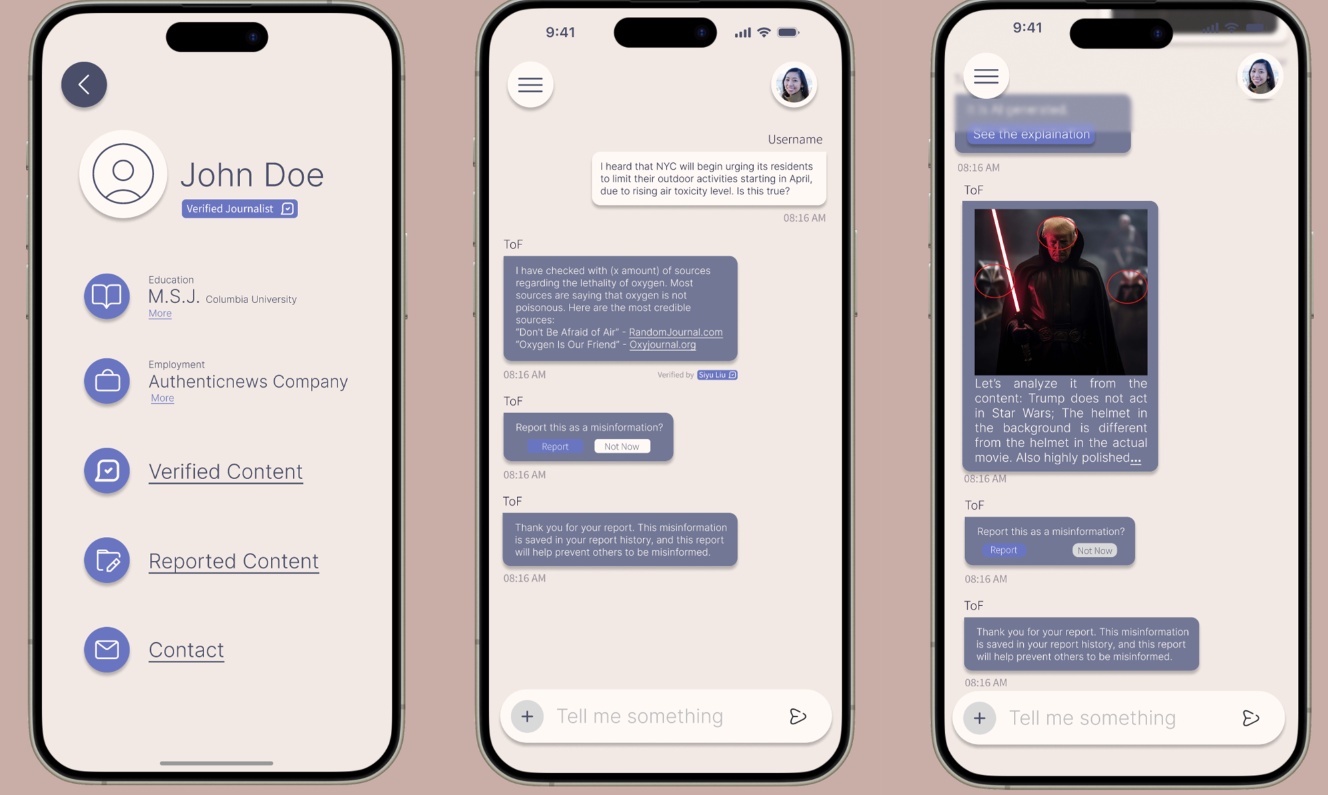 John Doe
Verified Journalist
Education
M.S.J. Columbia University
More
Employment
Authenticnews Company
More
Verified Content
Reported Content
Contact
9:41
Username
I heard that NYC will begin urging its residents
to limit their outdoor activities starting in April,
due to rising air toxicity level. Is this true?
08:16 AM
ToF
I have checked with (x amount) of sources
regarding the lethality of oxygen. Most
sources are saying that oxygen is not
poisonous. Here are the most credible
sources:
"Don't Be Afraid of Air" - RandomJournal.com
"Oxygen Is Our Friend" - Oxyjournal.org
08:16 AM
Verified by Siyu Liu
ToF
Report this as a misinformation?
Report Not Now
08:16 AM
ToF
Thank you for your report. This misinformation
is saved in your report history, and this report
will help prevent others to be misinformed.
08:16 AM
Tell me something
9:41
It is AI generated.
See the explaination
08:16 AM
ToF
Let's analyze it from the
content: Trump does not act
in Star Wars; The helmet in
the background is different
from the helmet in the actual
movie. Also highly polished...
08:16 AM
ToF
Report this as a misinformation?
Report Not Now
08:16 AM
ToF
Thank you for your report. This misinformation
is saved in your report history, and this report
will help prevent others to be misinformed.
08:16 AM
Tell me something